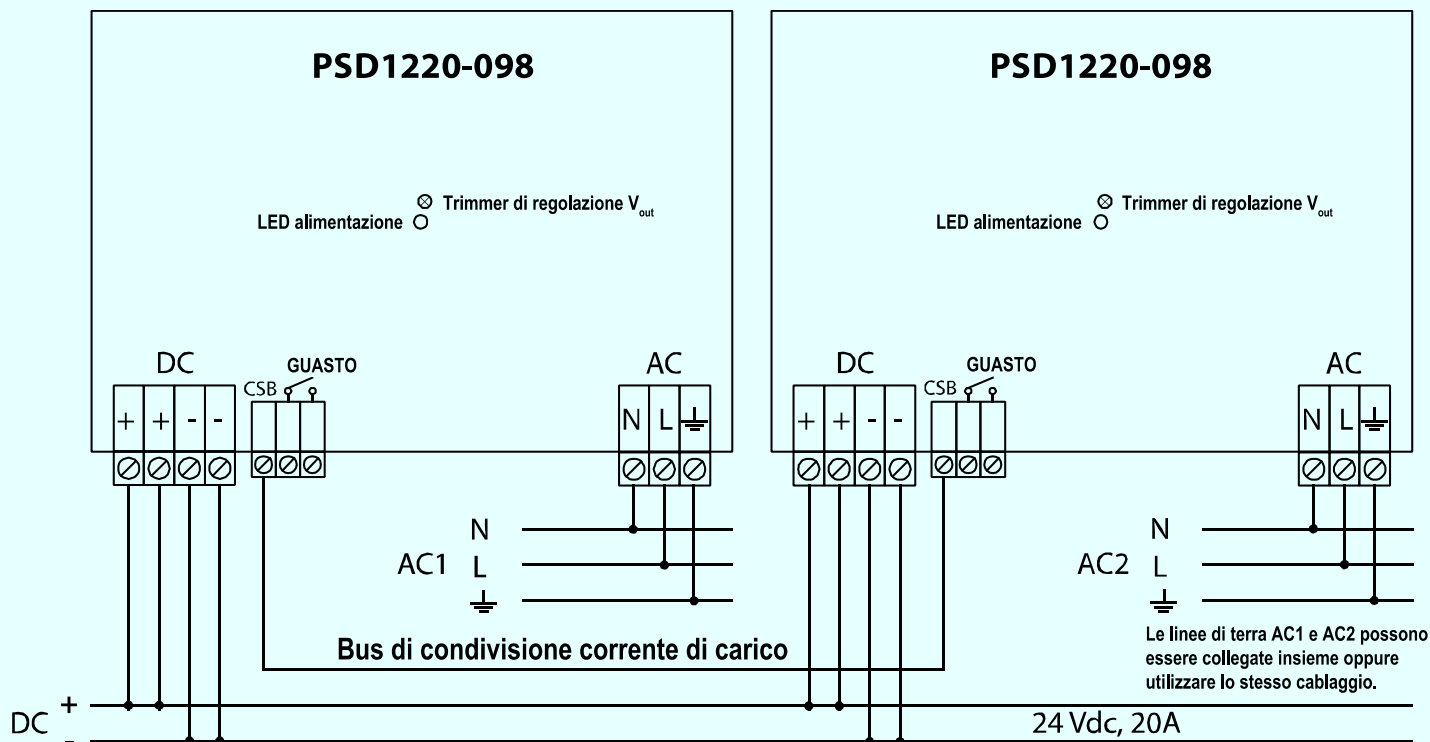 PSD1220-098
Trimmer di regolazione Vout
LED alimentazione
DC
GUASTO
CSB
AC
+ + - -
N L
N
AC1 L
PSD1220-098
Trimmer di regolazione Vout
LED alimentazione
DC
GUASTO
CSB
AC
+ + - -
N L
N
AC2 L
Le linee di terra AC1 e AC2 possono
essere collegate insieme oppure
utilizzare lo stesso cablaggio.
Bus di condivisione corrente di carico
+
DC
-
24 Vdc, 20A